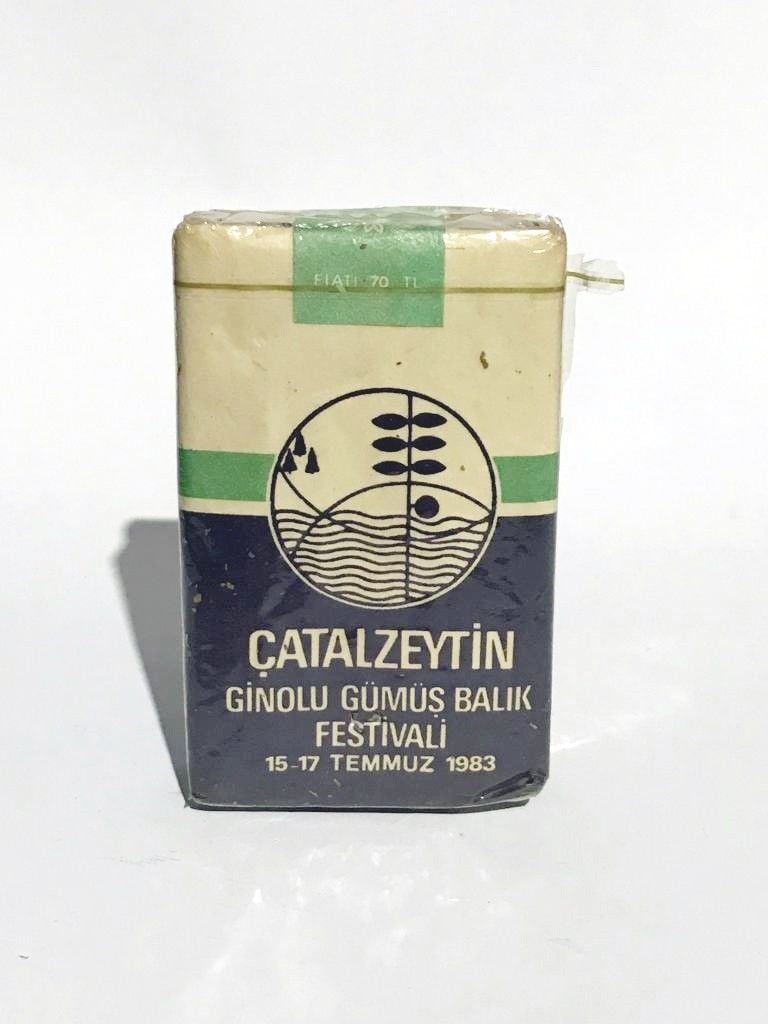 FİATI 70 TL
ÇATALZEYTİN
GİNOLU GÜMÜŞ BALIK
FESTİVALİ
15-17 TEMMUZ 1983